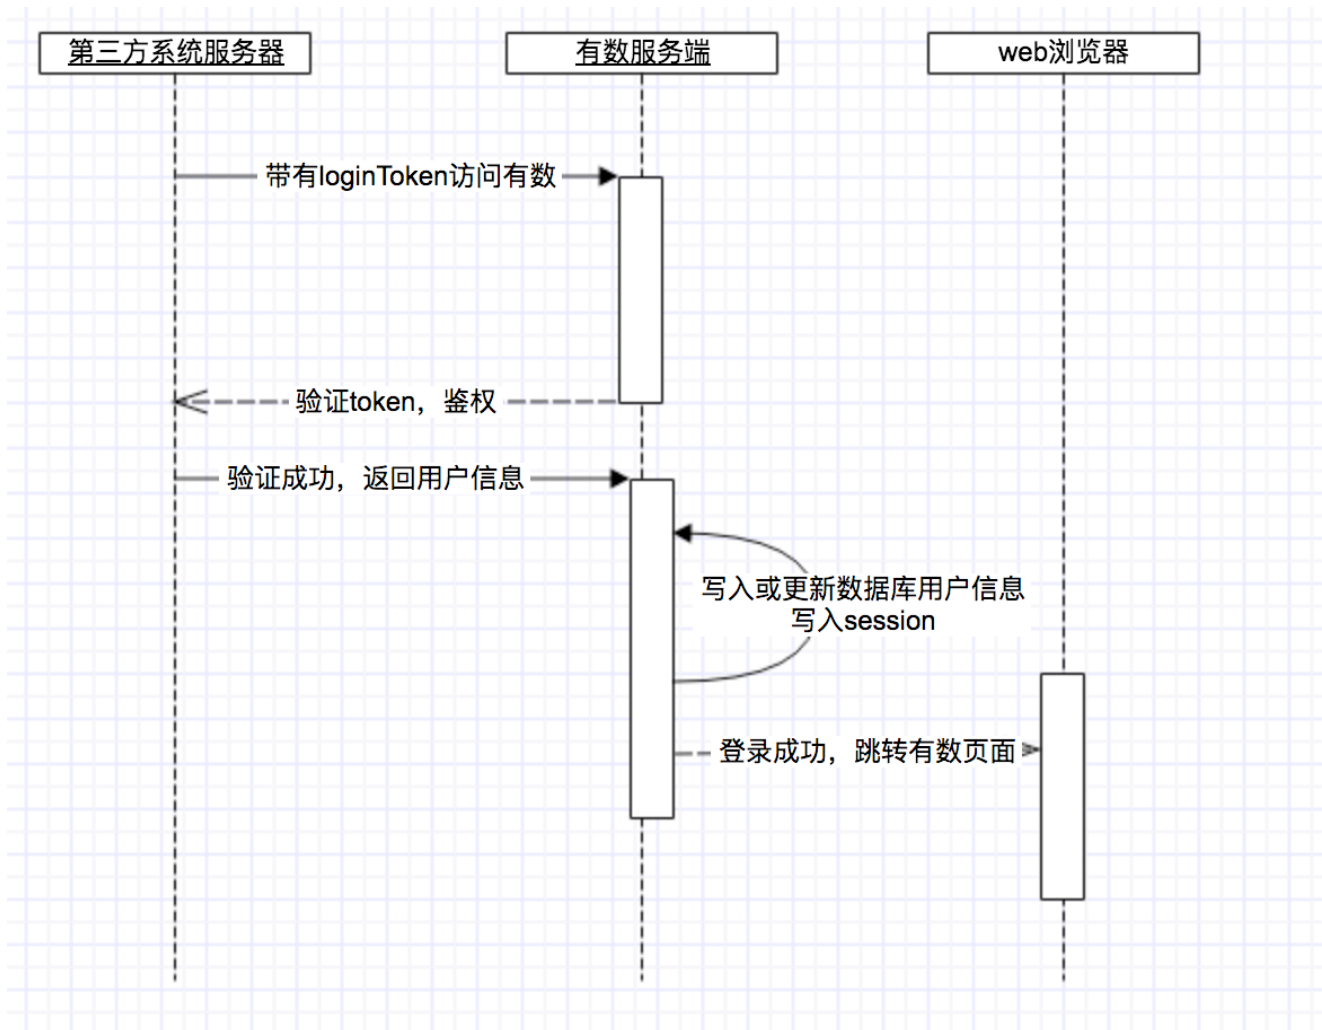 第三方系统服务器
有数服务端
web浏览器
带有loginToken访问有数
验证token，鉴权
验证成功，返回用户信息
写入或更新数据库用户信息
写入session
登录成功，跳转有数页面